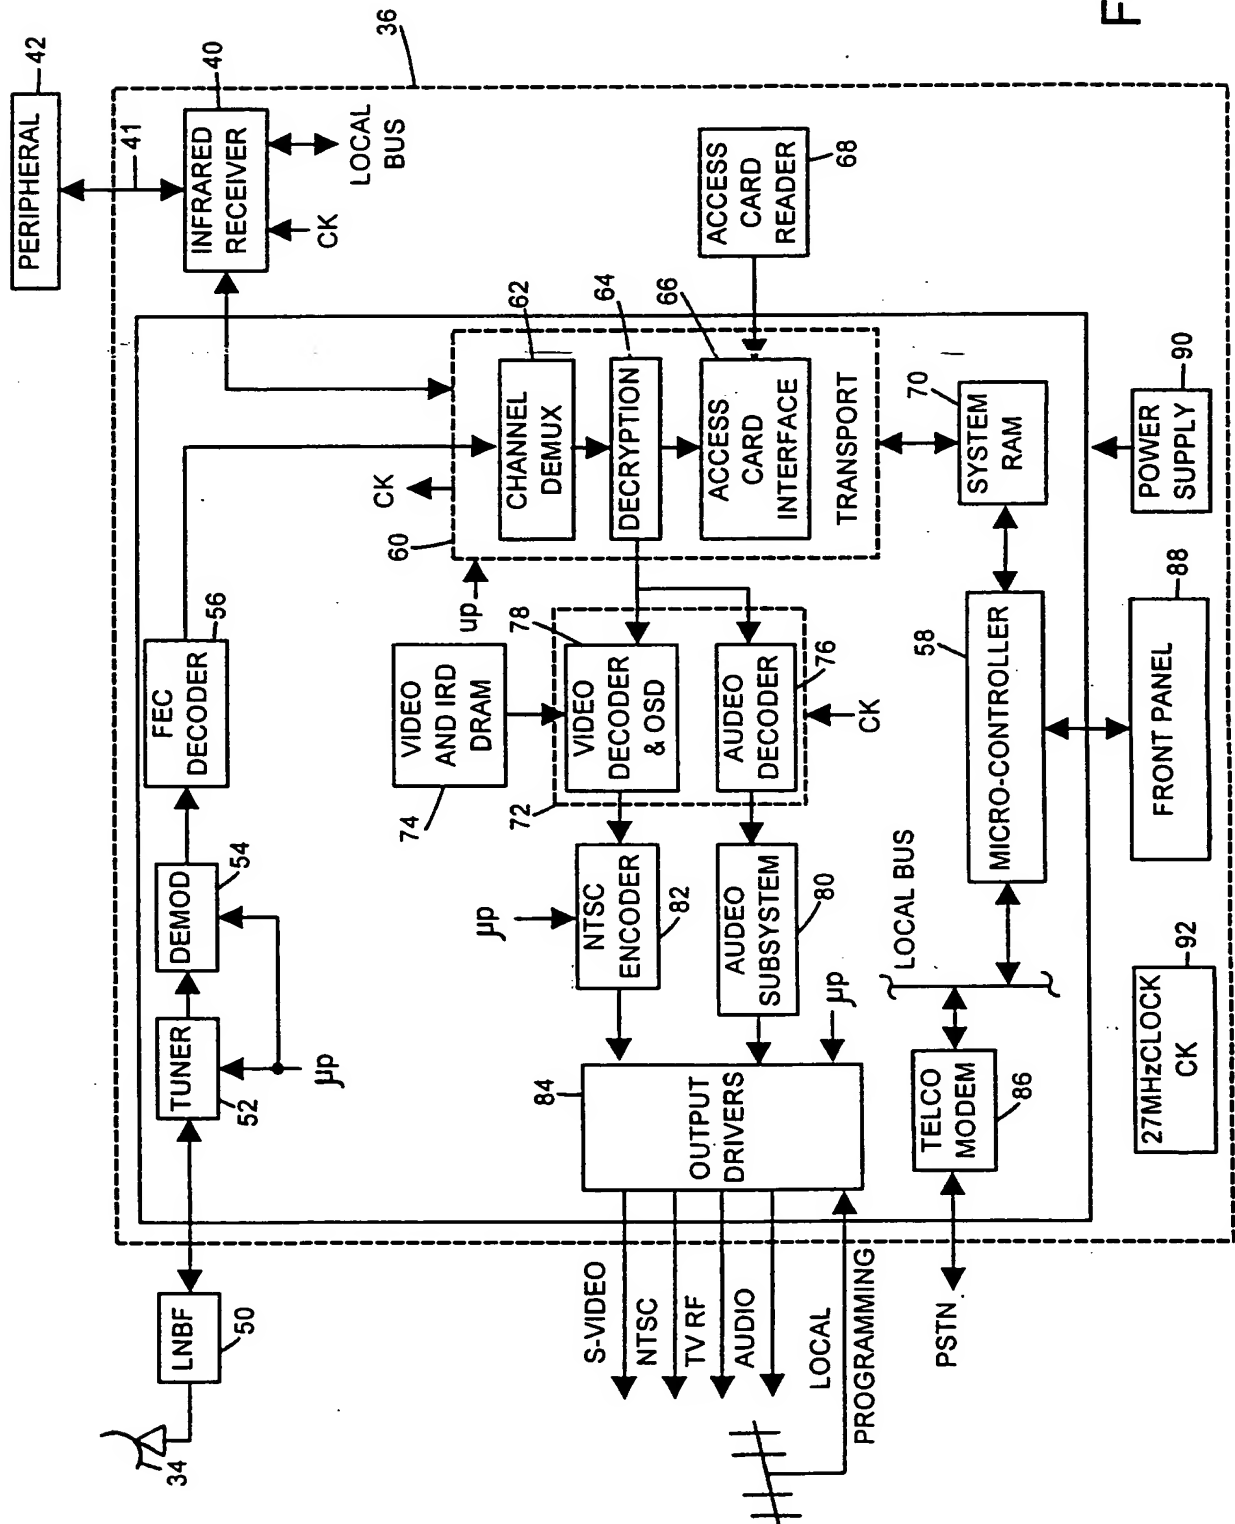 34
LNBF
50
TUNER
52
DEMOD
54
µp
FEC
DECODER
56
INFRARED
RECEIVER
40
CK
LOCAL
BUS
41
PERIPHERAL
42
36
F
CK
60
CHANNEL
DEMUX
62
DECRYPTION
64
ACCESS
CARD
INTERFACE
66
TRANSPORT
ACCESS
CARD
READER
68
up
VIDEO
AND IRD
DRAM
74
72
VIDEO
DECODER
& OSD
78
AUDEO
DECODER
76
CK
µp
NTSC
ENCODER
82
AUDEO
SUBSYSTEM
80
µp
84
OUTPUT
DRIVERS
S-VIDEO
NTSC
TV RF
AUDIO
LOCAL
PROGRAMMING
PSTN
TELCO
MODEM
86
LOCAL BUS
58
MICRO-CONTROLLER
70
SYSTEM
RAM
27MHzCLOCK
CK
92
FRONT PANEL
88
POWER
SUPPLY
90